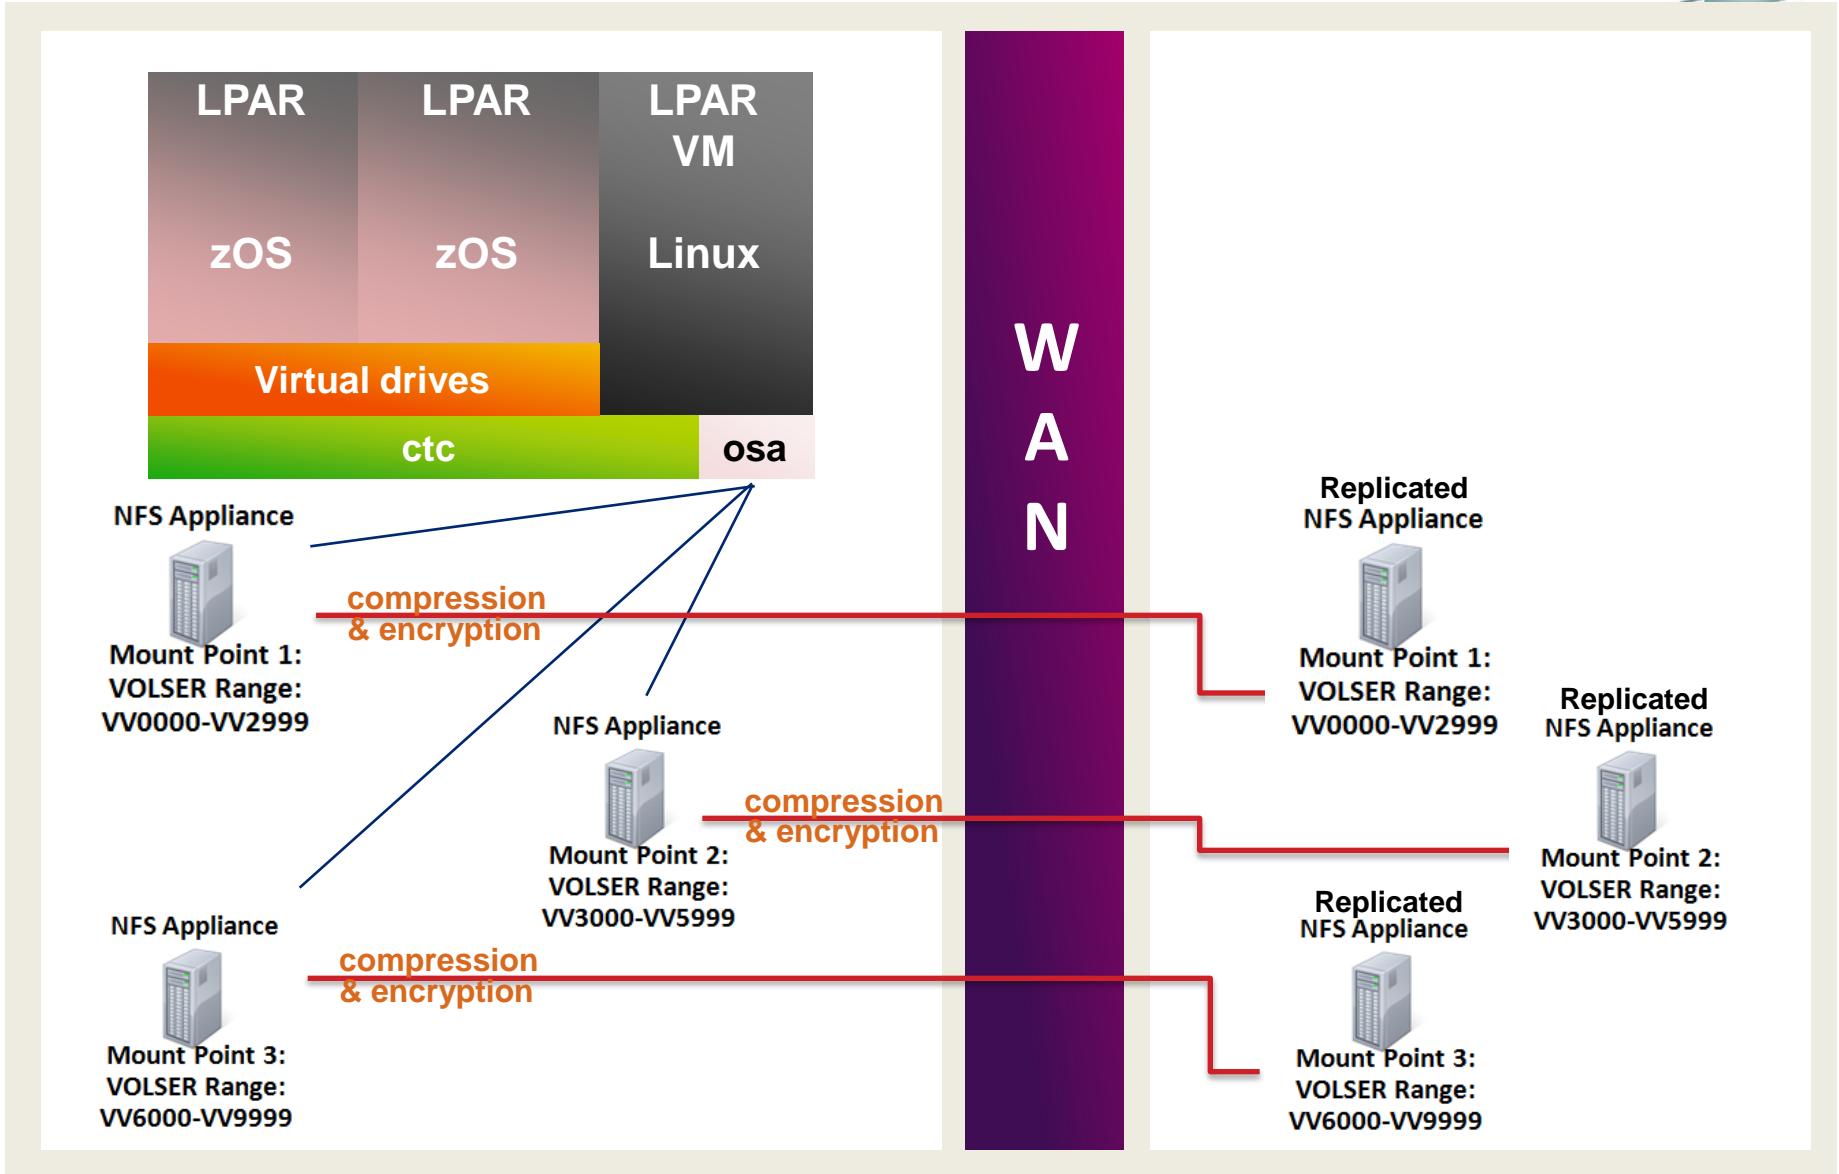 LPAR
zOS
LPAR
zOS
LPAR
VM
Linux
Virtual drives
ctc
osa
NFS Appliance
Mount Point 1:
VOLSER Range:
VV0000-VV2999
compression
& encryption
NFS Appliance
Mount Point 2:
VOLSER Range:
VV3000-VV5999
compression
& encryption
NFS Appliance
Mount Point 3:
VOLSER Range:
VV6000-VV9999
compression
& encryption
W
A
N
Replicated
NFS Appliance
Mount Point 1:
VOLSER Range:
VV0000-VV2999
Replicated
NFS Appliance
Mount Point 2:
VOLSER Range:
VV3000-VV5999
Replicated
NFS Appliance
Mount Point 3:
VOLSER Range:
VV6000-VV9999